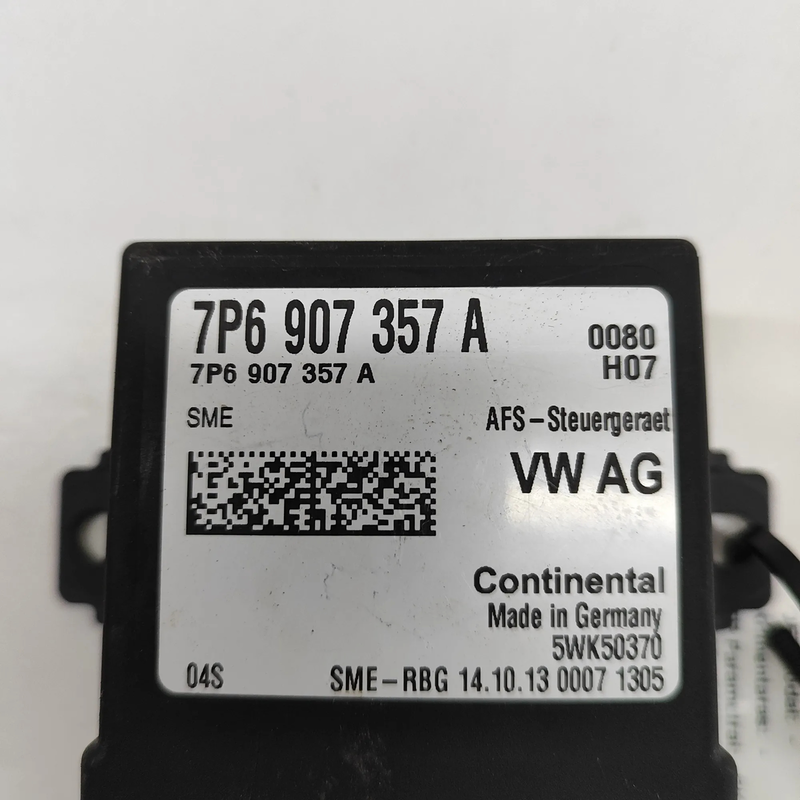 7P6 907 357 A
0080
7P6 907 357 A
H07
SME
AFS-Steuergeraet
VW AG
Continental
Made in Germany
5WK50370
04S
SME-RBG 14.10.13 0007 1305